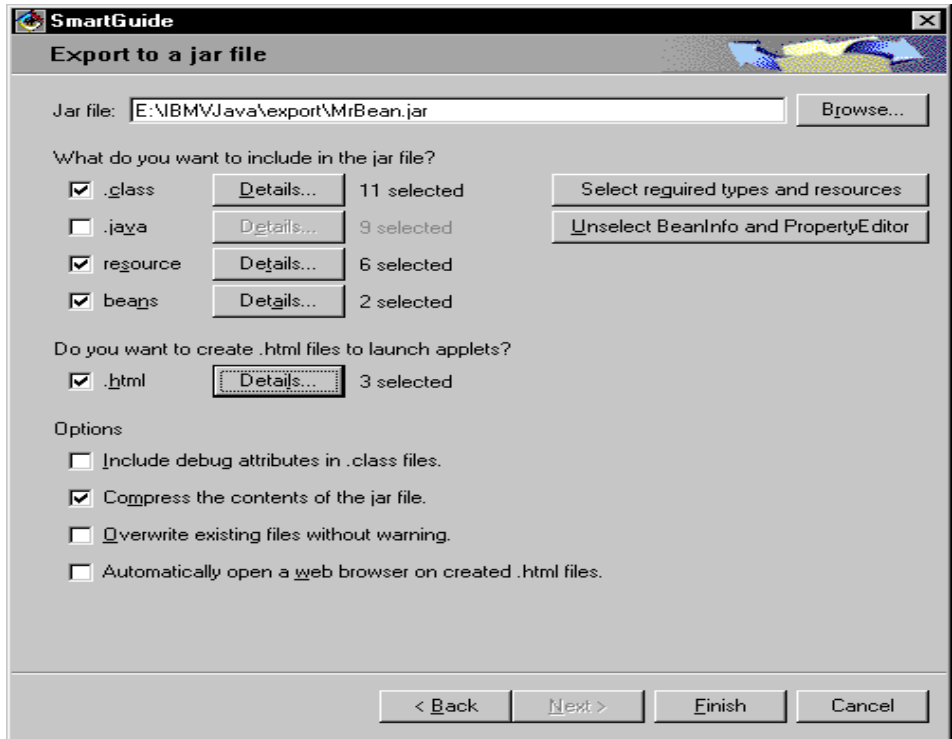 SmartGuide
Export to a jar file
Jar file: E:\IBMVJava\export\MrBean.jar Browse...
What do you want to include in the jar file?
.class Details... 11 selected Select required types and resources
.java Details... 9 selected Unselect BeanInfo and PropertyEditor
resource Details... 6 selected
beans Details... 2 selected
Do you want to create .html files to launch applets?
.html Details... 3 selected
Options
Include debug attributes in .class files.
Compress the contents of the jar file.
Overwrite existing files without warning.
Automatically open a web browser on created .html files.
< Back Next > Finish Cancel